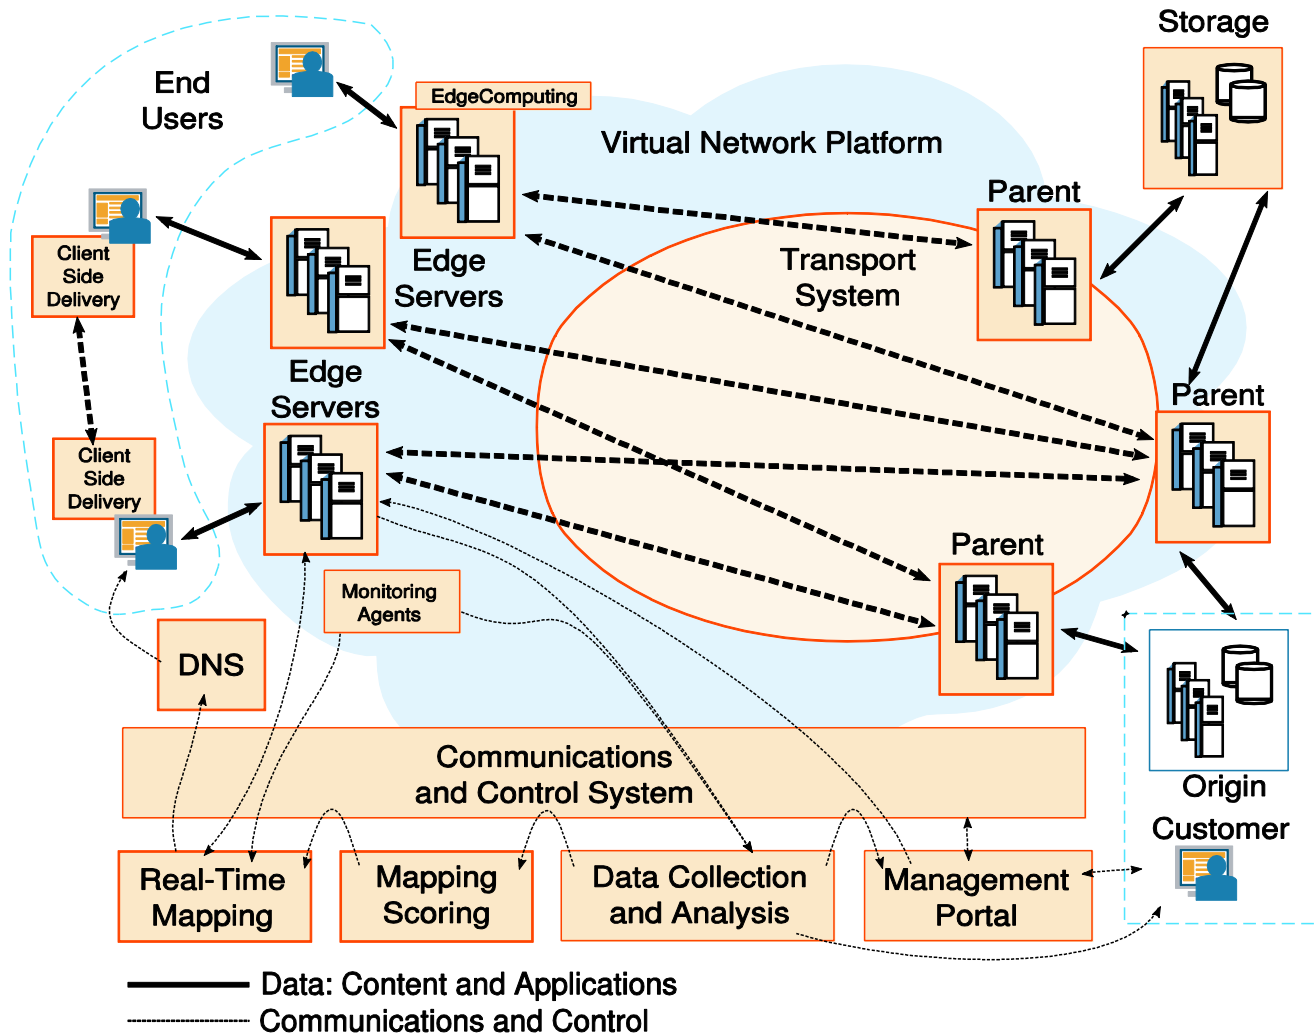 Storage
End
Users
EdgeComputing
Virtual Network Platform
Parent
Client
Side
Delivery
Edge
Servers
Transport
System
Edge
Servers
Parent
Client
Side
Delivery
Parent
Monitoring
Agents
DNS
Communications
and Control System
Origin
Customer
Real-Time
Mapping
Mapping
Scoring
Data Collection
and Analysis
Management
Portal
Data: Content and Applications
Communications and Control